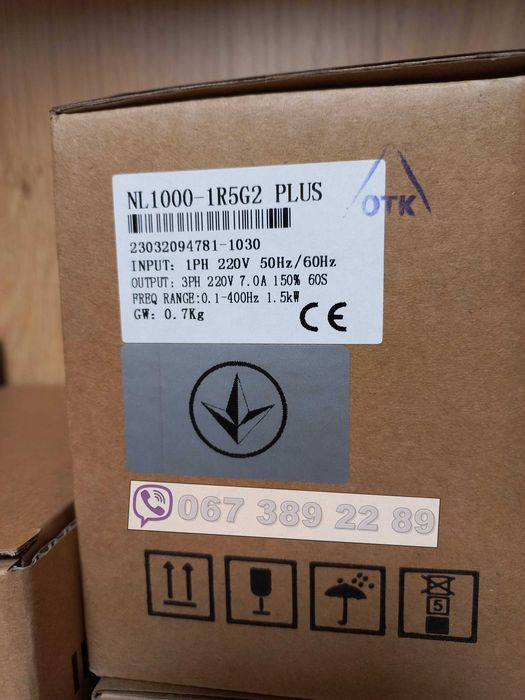 NL1000-1R5G2 PLUS
ОТК
23032094781-1030
INPUT: 1PH 220V 50Hz/60Hz
OUTPUT: 3PH 220V 7.0A 150% 60S
FREQ RANGE:0.1-400Hz 1.5kW
GW: 0.7Kg
CE
067 389 22 89
5